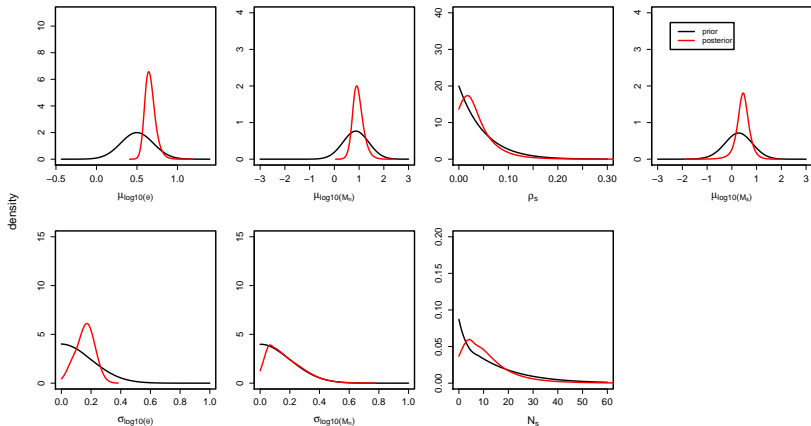 0 2 4 6 8 10
−0.5 0.0 0.5 1.0
μlog10(θ)
0 1 2 3 4
−3 −2 −1 0 1 2 3
μlog10(Mn)
0 10 20 30 40
0.00 0.10 0.20 0.30
ρs
prior
posterior
0 1 2 3 4
−3 −2 −1 0 1 2 3
μlog10(Ms)
density
0 5 10 15
0.0 0.2 0.4 0.6 0.8 1.0
σlog10(θ)
0 5 10 15
0.0 0.2 0.4 0.6 0.8 1.0
σlog10(Mn)
0.00 0.05 0.10 0.15 0.20
0 10 20 30 40 50 60
Ns